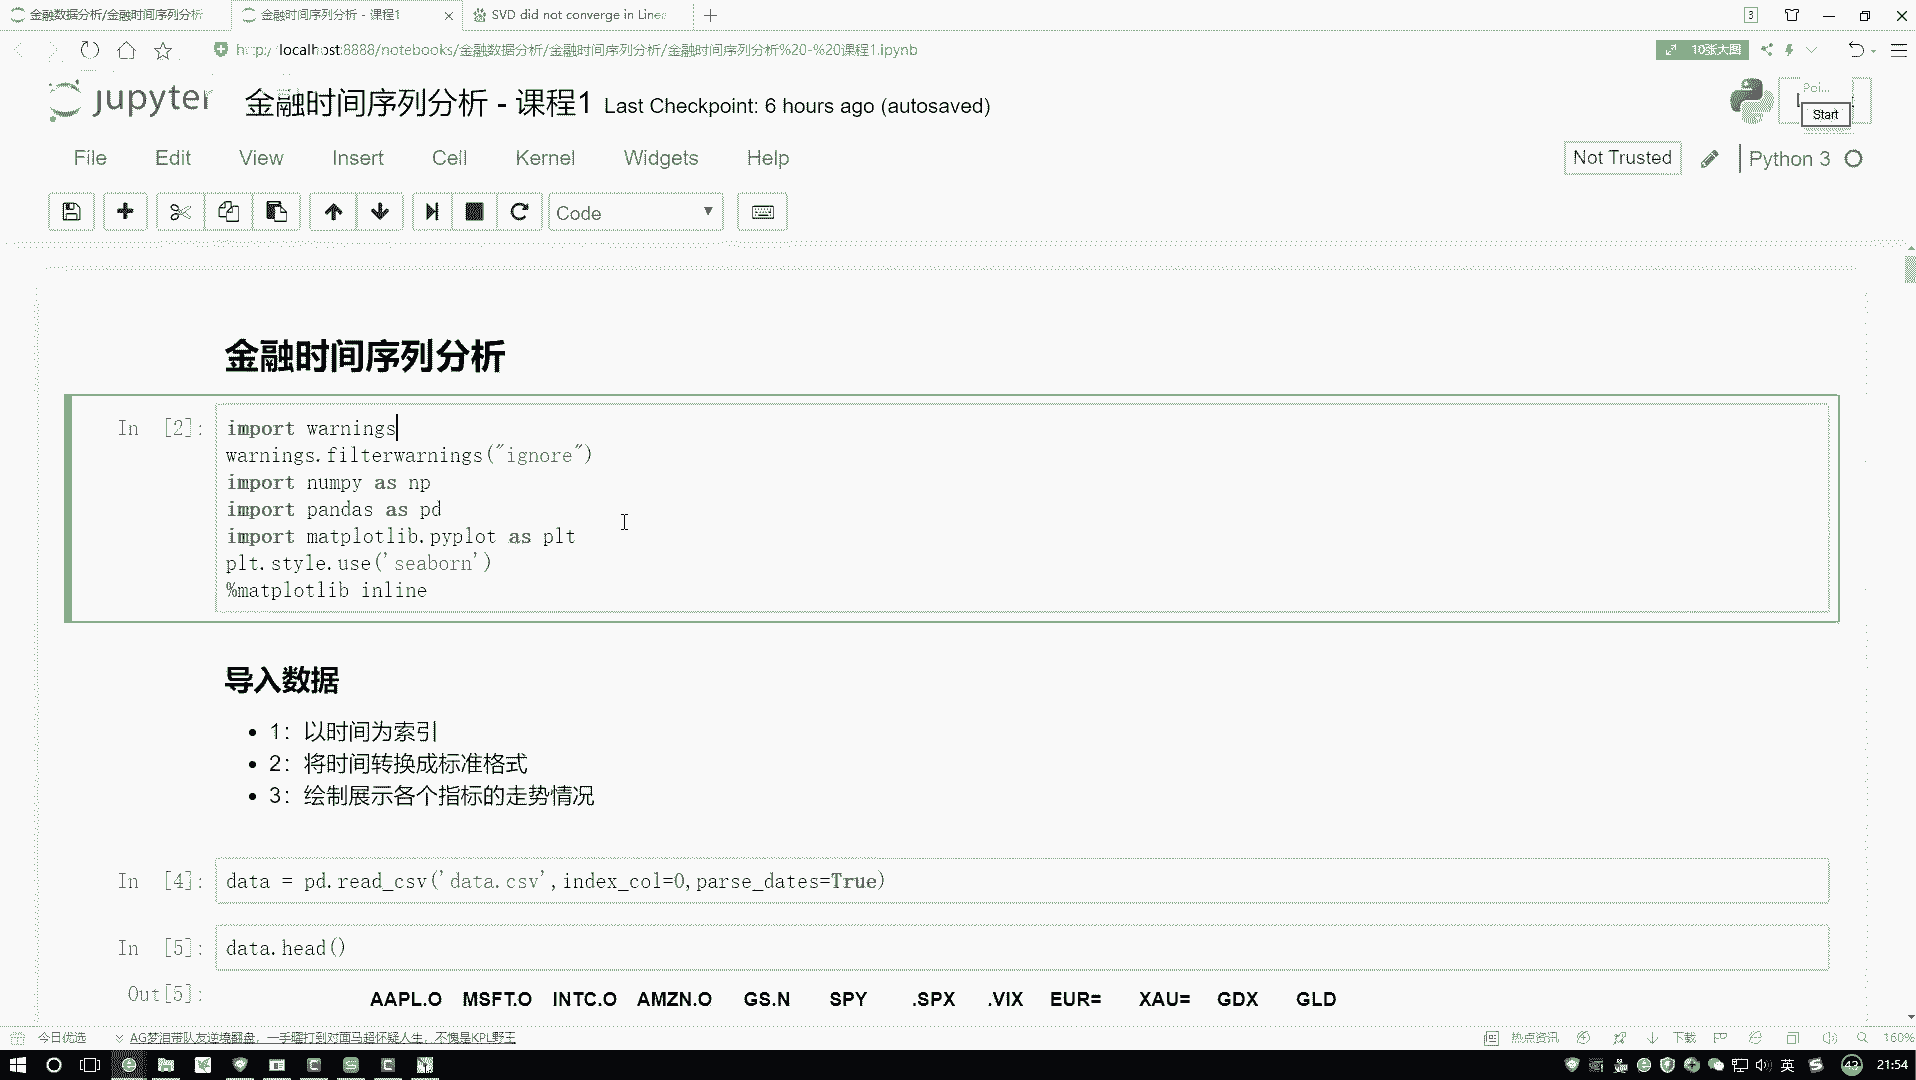 金融数据分析/金融时间序列分析
金融时间序列分析 - 课程1
SVD did not converge in Linea
3
http://localhost:8888/notebooks/金融数据分析/金融时间序列分析/金融时间序列分析%20-%20课程1.ipynb
10张大图
jupyter
金融时间序列分析 - 课程1 Last Checkpoint: 6 hours ago (autosaved)
Poi...
Start
File Edit View Insert Cell Kernel Widgets Help
Not Trusted
Python 3
Code
金融时间序列分析
In [2]:
import warnings
warnings.filterwarnings("ignore")
import numpy as np
import pandas as pd
import matplotlib.pyplot as plt
plt.style.use('seaborn')
%matplotlib inline
导入数据
1：以时间为索引
2：将时间转换成标准格式
3：绘制展示各个指标的走势情况
In [4]: data = pd.read_csv('data.csv',index_col=0,parse_dates=True)
In [5]: data.head()
Out[5]:
AAPL.O MSFT.O INTC.O AMZN.O GS.N SPY .SPX .VIX EUR= XAU= GDX GLD
今日优选
AG梦泪带队友逆境翻盘，一手曜打到对面马超怀疑人生，不愧是KPL野王
热点资讯
下载
160%
英
43
21:54